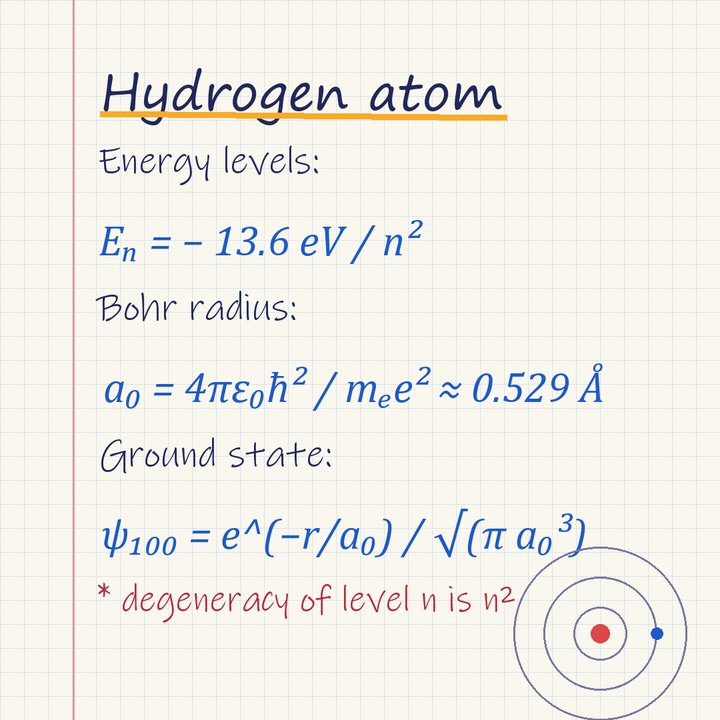 Hydrogen atom
Energy levels:
Eₙ = − 13.6 eV / n²
Bohr radius:
a₀ = 4πε₀ħ² / mₑe² ≈ 0.529 Å
Ground state:
ψ₁₀₀ = e^(−r/a₀) / √(π a₀³)
* degeneracy of level n is n²